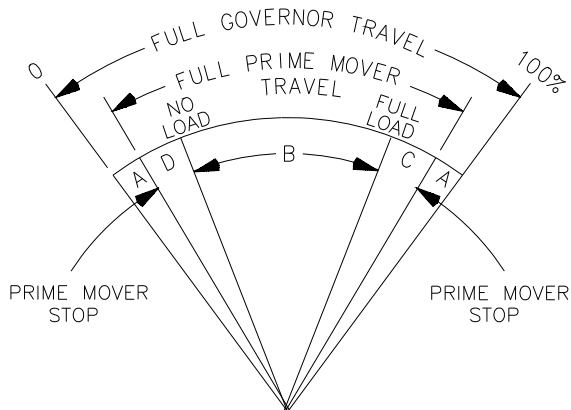 FULL GOVERNOR TRAVEL
0
100%
FULL PRIME MOVER
TRAVEL
NO
LOAD
FULL
LOAD
A
D
B
C
A
PRIME MOVER
STOP
PRIME MOVER
STOP